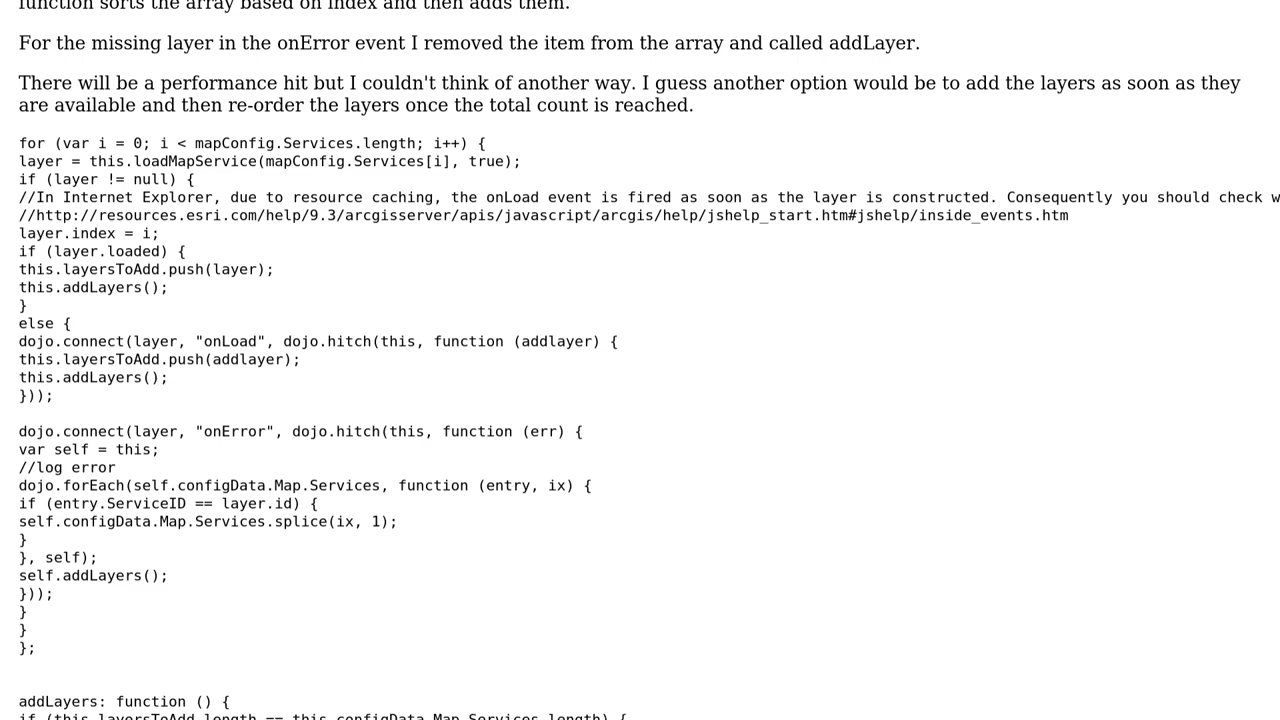 function sorts the array based on index and then adds them.
For the missing layer in the onError event I removed the item from the array and called addLayer.
There will be a performance hit but I couldn't think of another way. I guess another option would be to add the layers as soon as they
are available and then re-order the layers once the total count is reached.
for (var i = 0; i < mapConfig.Services.length; i++) {
layer = this.loadMapService(mapConfig.Services[i], true);
if (layer != null) {
//In Internet Explorer, due to resource caching, the onLoad event is fired as soon as the layer is constructed. Consequently you should check
//http://resources.esri.com/help/9.3/arcgisserver/apis/javascript/arcgis/help/jshelp_start.htm#jshelp/inside_events.htm
layer.index = i;
if (layer.loaded) {
this.layersToAdd.push(layer);
this.addLayers();
}
else {
dojo.connect(layer, "onLoad", dojo.hitch(this, function (addlayer) {
this.layersToAdd.push(addlayer);
this.addLayers();
}));
dojo.connect(layer, "onError", dojo.hitch(this, function (err) {
var self = this;
//log error
dojo.forEach(self.configData.Map.Services, function (entry, ix) {
if (entry.ServiceID == layer.id) {
self.configData.Map.Services.splice(ix, 1);
}
}, self);
self.addLayers();
}));
}
}
};
addLayers: function () {
if (this.layersToAdd.length == this.configData.Map.Services.length) {